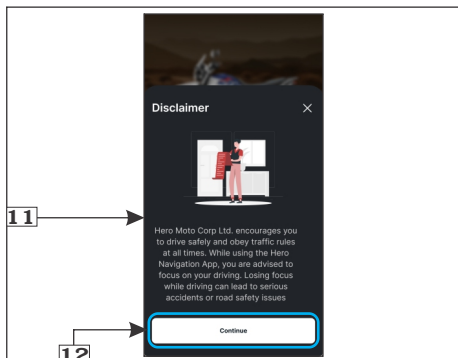 Disclaimer
11
Hero Moto Corp Ltd. encourages you
to drive safely and obey traffic rules
at all times. While using the Hero
Navigation App, you are advised to
focus on your driving. Losing focus
while driving can lead to serious
accidents or road safety issues
Continue
12